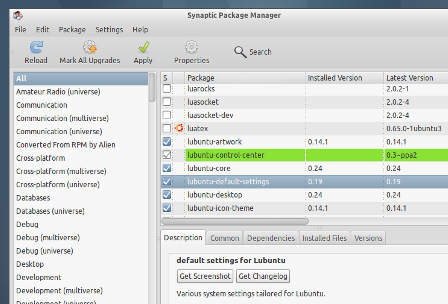 Synaptic Package Manager
File Edit Package Settings Help
Reload Mark All Upgrades Apply Properties Search
All
Amateur Radio (universe)
Communication
Communication (multiverse)
Communication (universe)
Converted From RPM by Alien
Cross-platform
Cross-platform (multiverse)
Cross-platform (universe)
Databases
Databases (universe)
Debug
Debug (multiverse)
Debug (universe)
Desktop
Development
Development (multiverse)
Development (universe)
S Package Installed Version Latest Version
luarocks 2.0.2-1
luasocket 2.0.2-4
luasocket-dev 2.0.2-4
luatex 0.65.0-1ubuntu3
lubuntu-artwork 0.14.1 0.14.1
lubuntu-control-center 0.3~ppa2
lubuntu-core 0.24 0.24
lubuntu-default-settings 0.19 0.19
lubuntu-desktop 0.24 0.24
lubuntu-icon-theme 0.14.1 0.14.1
Description Common Dependencies Installed Files Versions
default settings for Lubuntu
Get Screenshot Get Changelog
Various system settings tailored for Lubuntu.